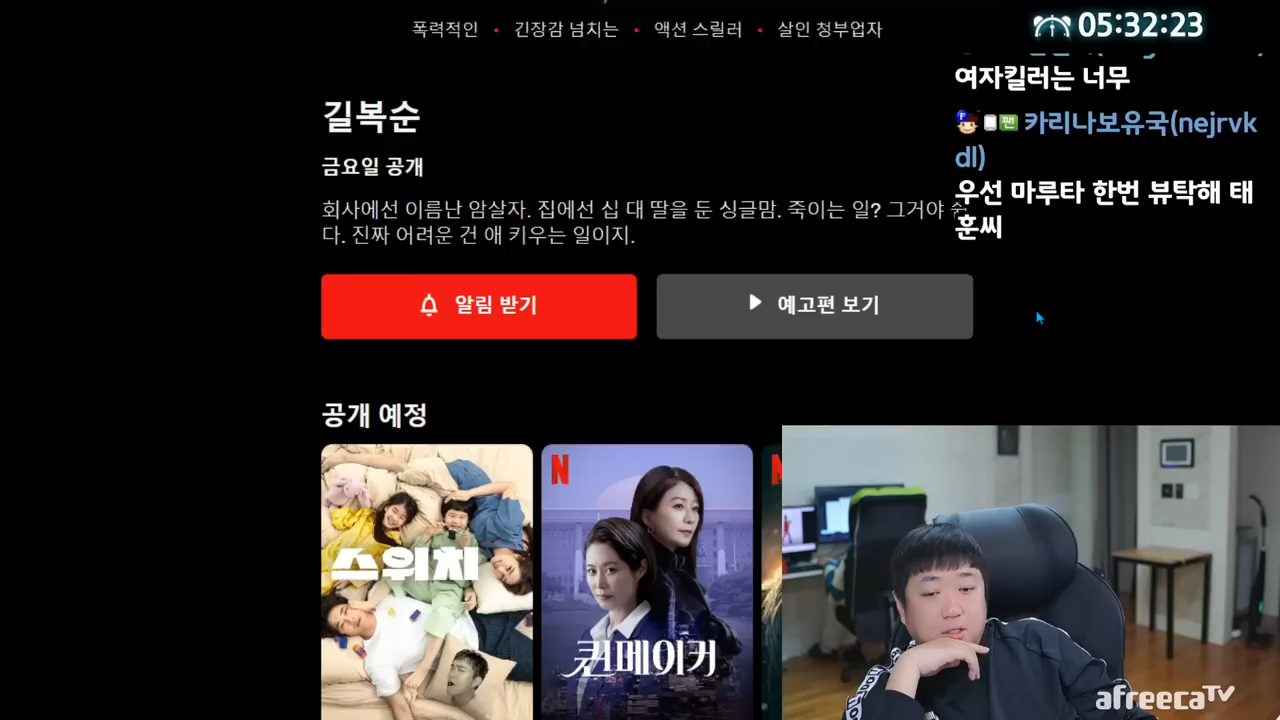 폭력적인 • 긴장감 넘치는 • 액션 스릴러 • 살인 청부업자
05:32:23
길복순
금요일 공개
회사에선 이름난 암살자. 집에선 십 대 딸을 둔 싱글맘. 죽이는 일? 그거야
다. 진짜 어려운 건 애 키우는 일이지.
알림 받기
예고편 보기
여자킬러는 너무
카리나보유국(nejrvk
dl)
우선 마루타 한번 뷰탁해 태
훈씨
공개 예정
스위치
N
퀸메이커
afreecaTV